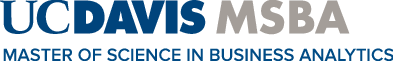 UCDAVIS MSBA
MASTER OF SCIENCE IN BUSINESS ANALYTICS